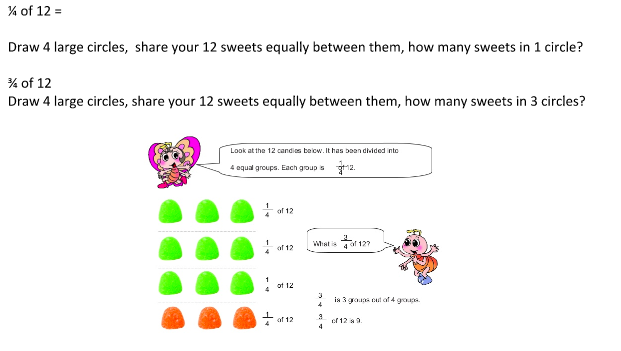 ¼ of 12 =
Draw 4 large circles, share your 12 sweets equally between them, how many sweets in 1 circle?
¾ of 12
Draw 4 large circles, share your 12 sweets equally between them, how many sweets in 3 circles?
Look at the 12 candies below. It has been divided into
4 equal groups. Each group is 1/4 of 12.
1/4 of 12
1/4 of 12
What is 3/4 of 12?
1/4 of 12
3/4 is 3 groups out of 4 groups.
1/4 of 12
3/4 of 12 is 9.